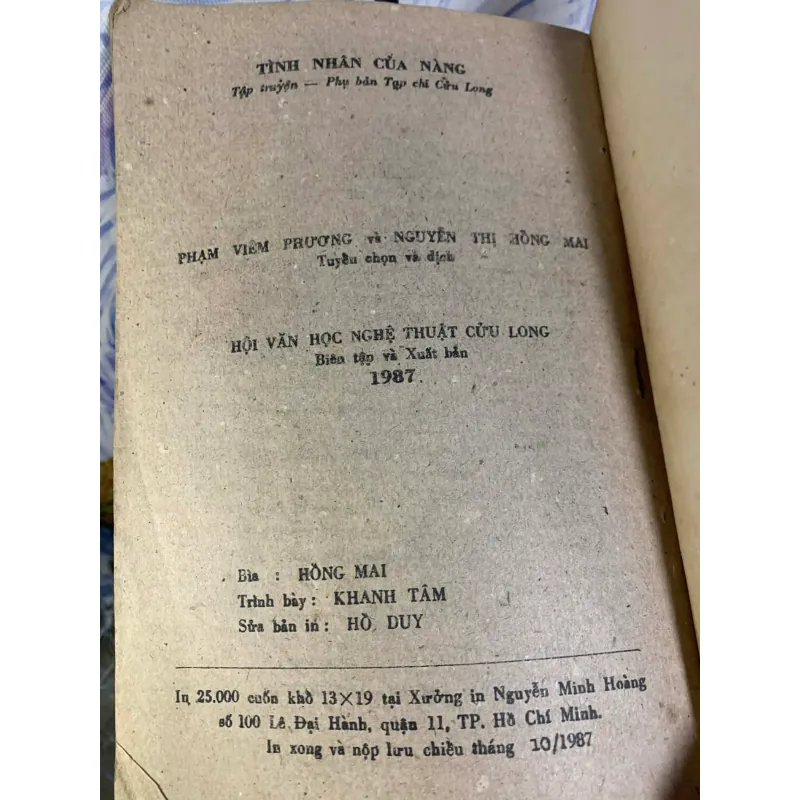 TÌNH NHÂN CỦA NÀNG
Tập truyện — Phụ bản Tạp chí Cửu Long
PHẠM VIÊM PHƯƠNG và NGUYỄN THỊ HỒNG MAI
Tuyển chọn và dịch
HỘI VĂN HỌC NGHỆ THUẬT CỬU LONG
Biên tập và Xuất bản
1987
Bìa : HỒNG MAI
Trình bày : KHANH TÂM
Sửa bản in : HỒ DUY
In 25.000 cuốn khổ 13×19 tại Xưởng in Nguyễn Minh Hoàng
số 100 Lê Đại Hành, quận 11, TP. Hồ Chí Minh.
In xong và nộp lưu chiểu tháng 10/1987